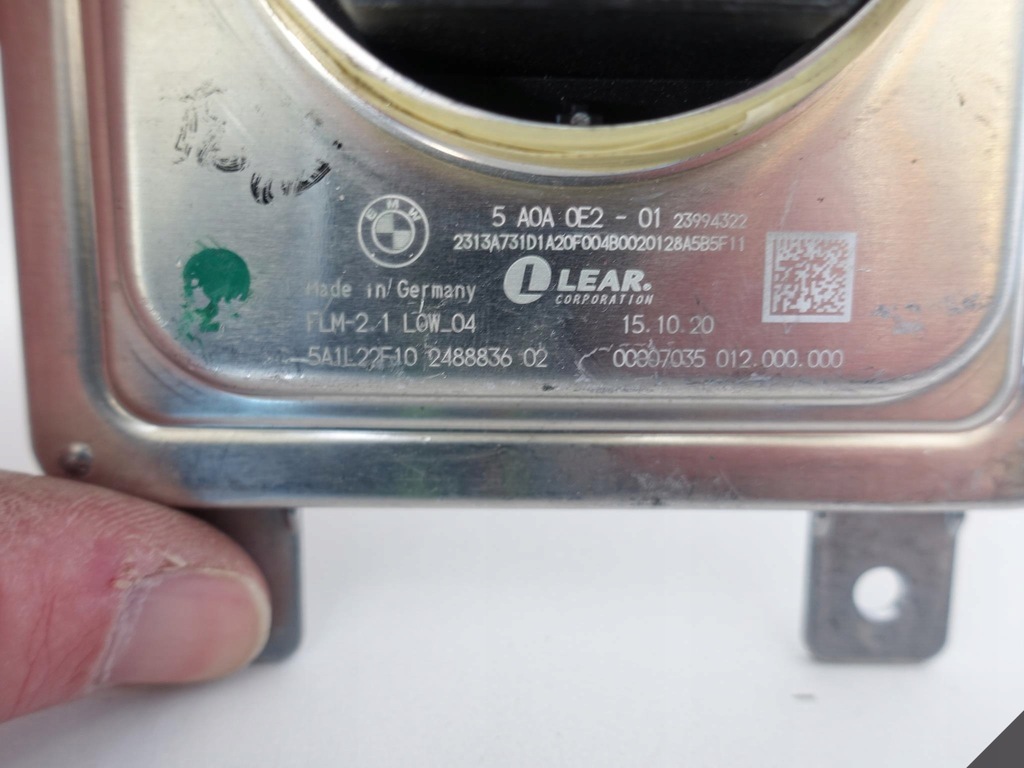 BMW
5 A0A 0E2 - 01 23994322
2313A731D1A20F004B0020128A5B5F11
L LEAR.
CORPORATION
Made in Germany
FLM-2.1 LOW_04
15.10.20
5A1L22F10 2488836 02
00007035 012.000.000